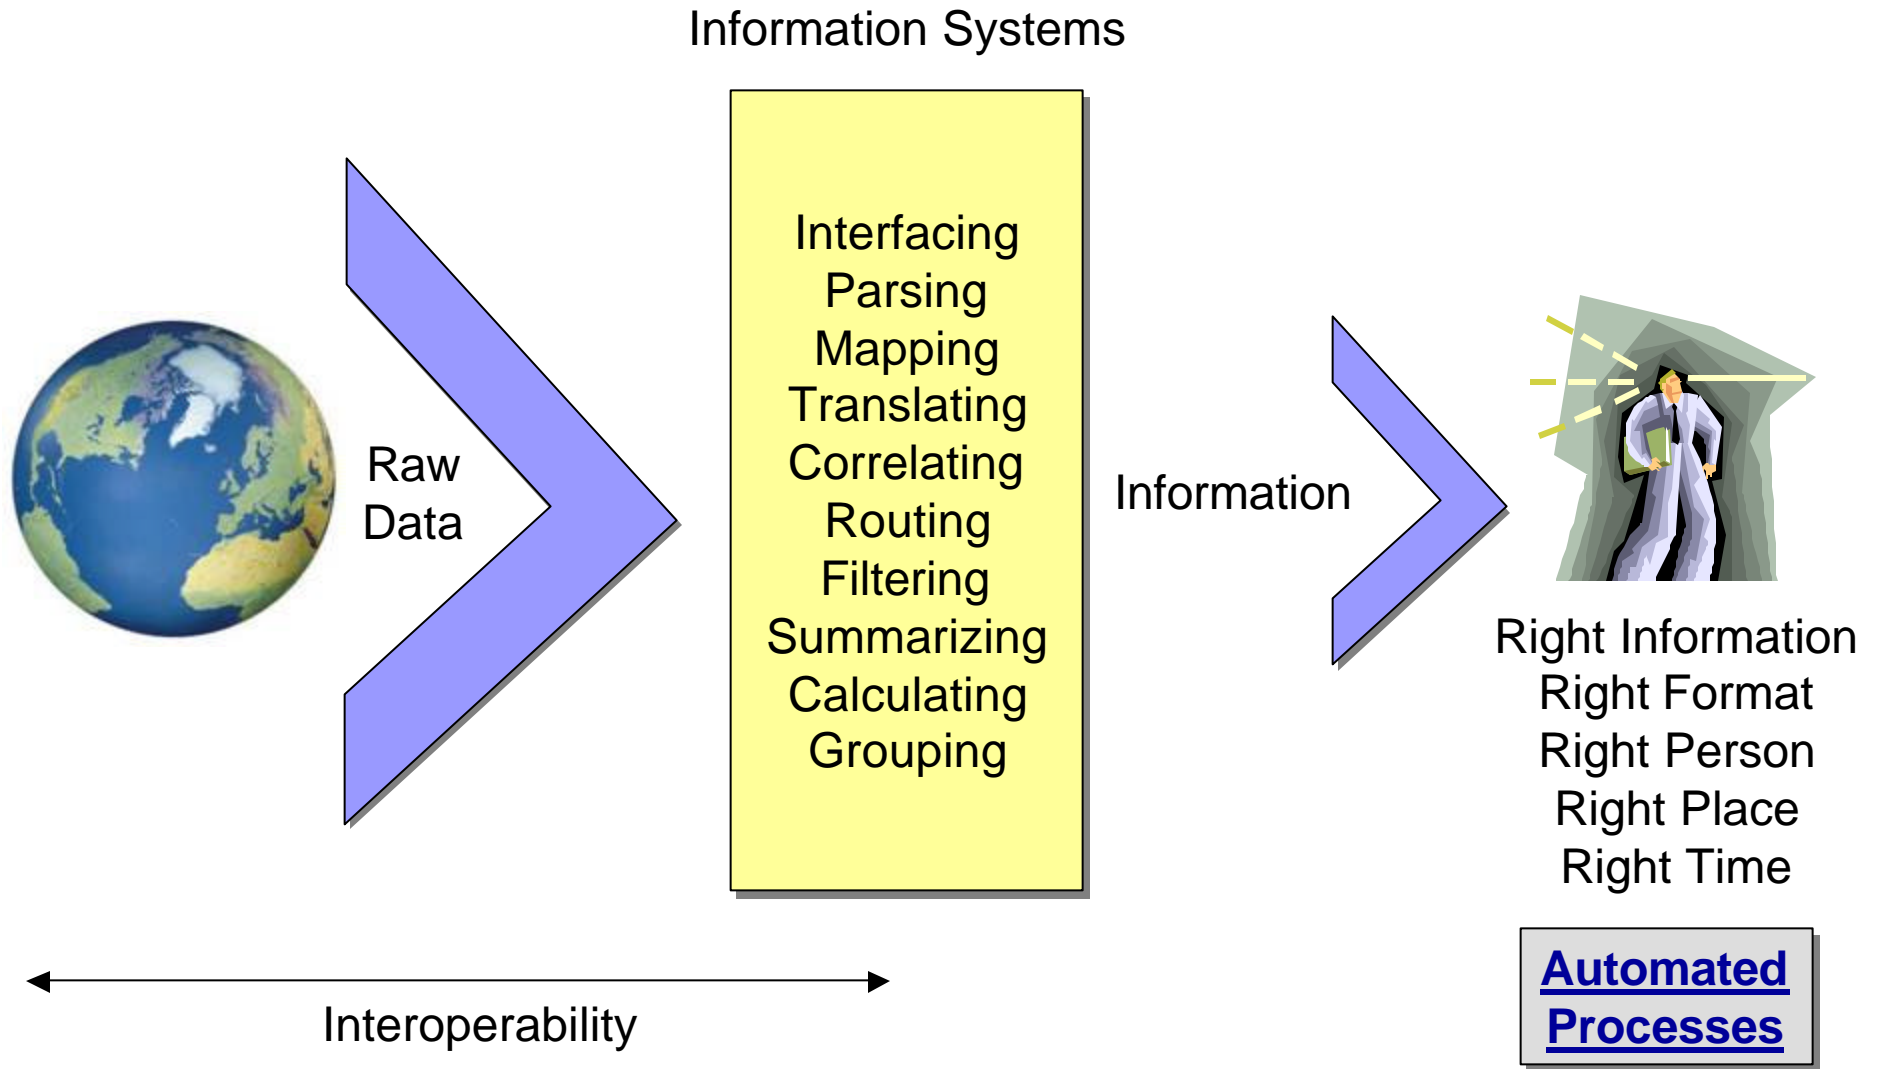 Information Systems
Raw
Data
Interfacing
Parsing
Mapping
Translating
Correlating
Routing
Filtering
Summarizing
Calculating
Grouping
Information
Right Information
Right Format
Right Person
Right Place
Right Time
Automated
Processes
Interoperability